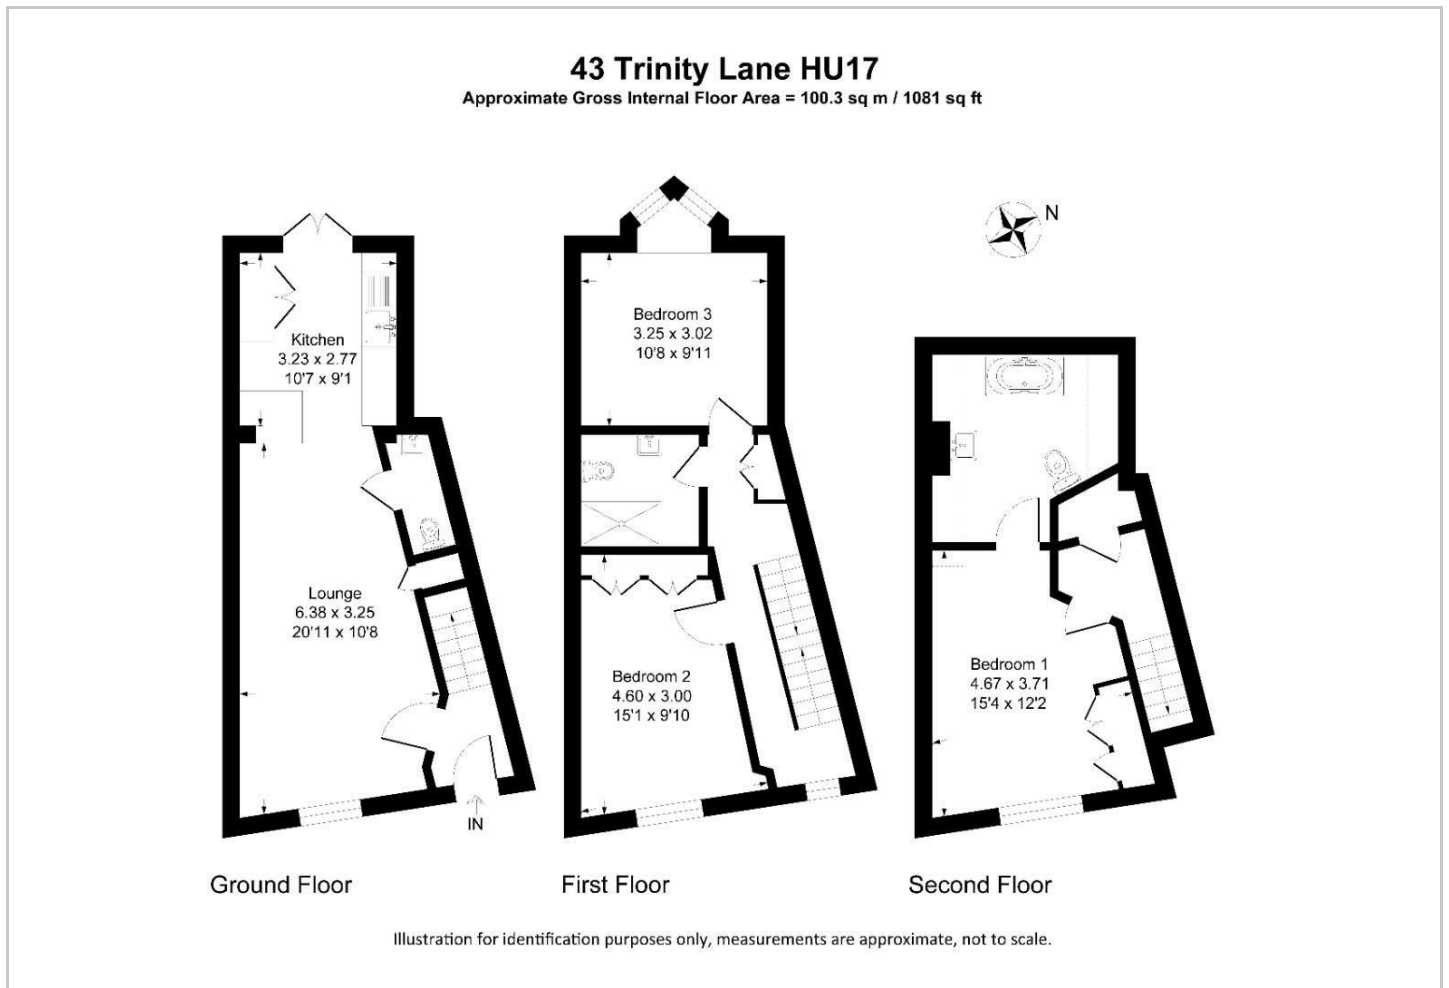 43 Trinity Lane HU17
Approximate Gross Internal Floor Area = 100.3 sq m / 1081 sq ft
N
Kitchen
3.23 x 2.77
10'7 x 9'1
Lounge
6.38 x 3.25
20'11 x 10'8
IN
Ground Floor
Bedroom 3
3.25 x 3.02
10'8 x 9'11
Bedroom 2
4.60 x 3.00
15'1 x 9'10
First Floor
Bedroom 1
4.67 x 3.71
15'4 x 12'2
Second Floor
Illustration for identification purposes only, measurements are approximate, not to scale.